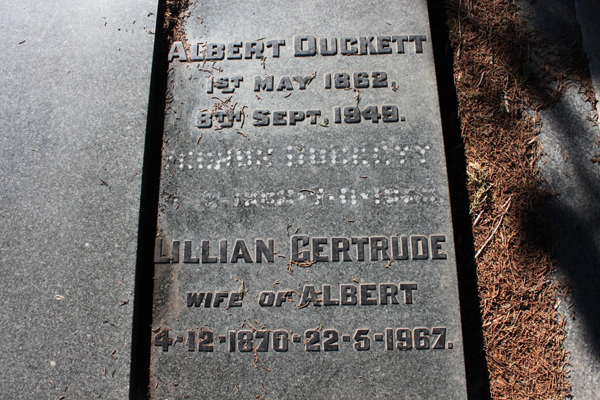 ALBERT DUCKETT
1ST MAY 1862,
8TH SEPT, 1949.
DUCKETT
LILLIAN GERTRUDE
WIFE OF ALBERT
4-12-1870-22-5-1967.